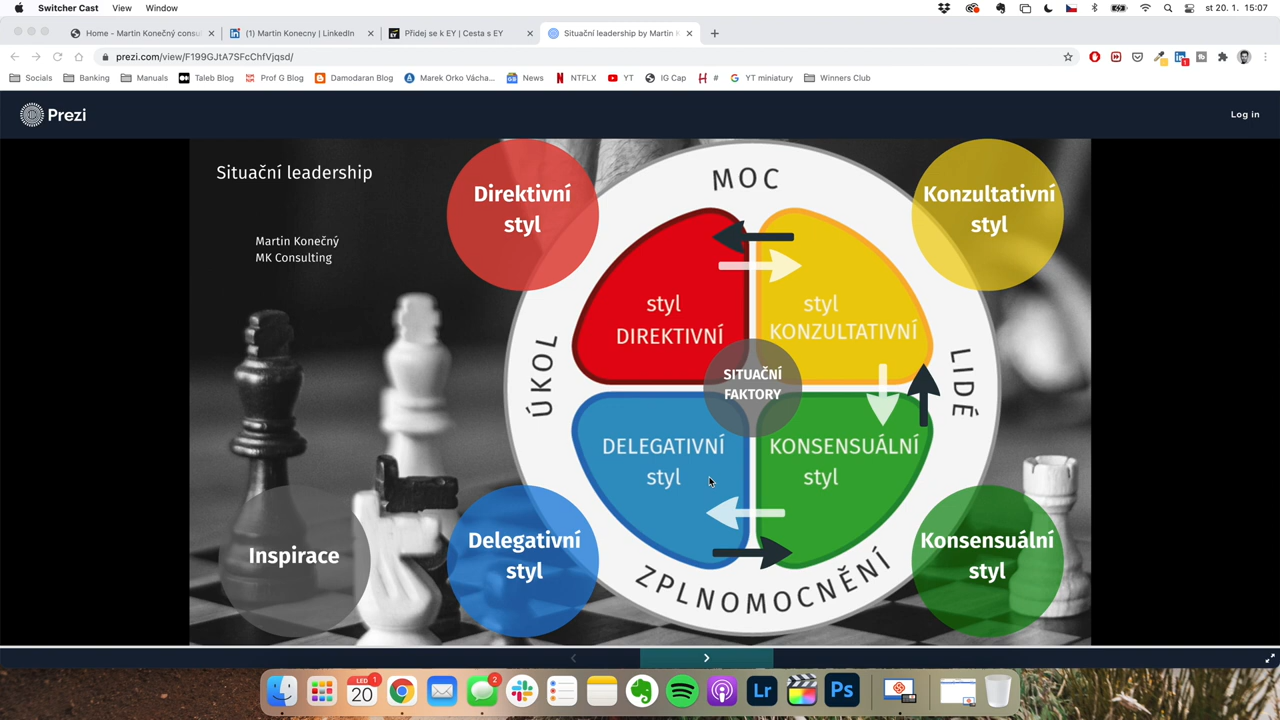 Switcher Cast View Window
st 20. 1. 15:07
Home - Martin Konečný consu
(1) Martin Konecny | LinkedIn
Přidej se k EY | Cesta s EY
Situační leadership by Martin K
prezi.com/view/F199GJtA7SFcChfVjqsd/
Socials
Banking
Manuals
Taleb Blog
Prof G Blog
Damodaran Blog
Marek Orko Vácha...
News
NTFLX
YT
IG Cap
#
YT miniatury
Winners Club
Prezi
Log in
Situační leadership
Martin Konečný
MK Consulting
Direktivní
styl
Konzultativní
styl
MOC
ÚKOL
LIDÉ
ZPLNOMOCNĚNÍ
styl
DIREKTIVNÍ
styl
KONZULTATIVNÍ
SITUAČNÍ
FAKTORY
DELEGATIVNÍ
styl
KONSENSUÁLNÍ
styl
Inspirace
Delegativní
styl
Konsensuální
styl
LED
20
1
2
Lr
Ps